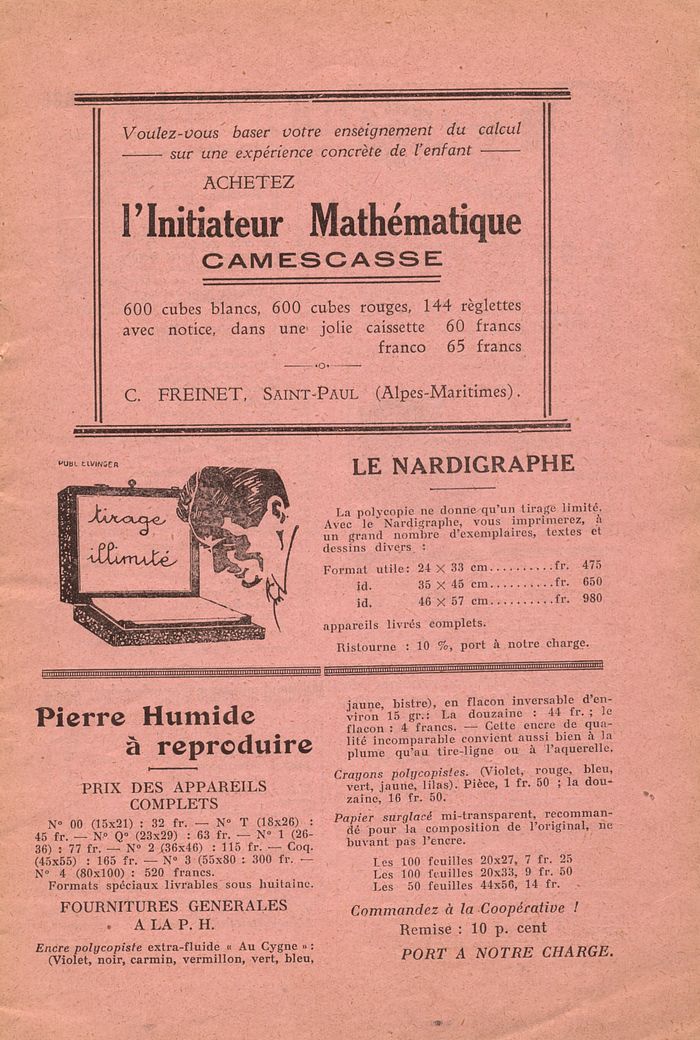 Voulez-vous baser votre enseignement du calcul
sur une expérience concrète de l'enfant
ACHETEZ
l'Initiateur Mathématique
CAMESCASSE
600 cubes blancs, 600 cubes rouges, 144 règlettes
avec notice, dans une jolie caissette 60 francs
franco 65 francs
C. FREINET, SAINT-PAUL (Alpes-Maritimes).
PUBL ELVINGER
tirage
illimité
LE NARDIGRAPHE
La polycopie ne donne qu'un tirage limité.
Avec le Nardigraphe, vous imprimerez, à
un grand nombre d'exemplaires, textes et
dessins divers :
Format utile: 24 × 33 cm..........fr. 475
id. 35 × 45 cm..........fr. 650
id. 46 × 57 cm..........fr. 980
appareils livrés complets.
Ristourne : 10 %, port à notre charge.
Pierre Humide
à reproduire
PRIX DES APPAREILS
COMPLETS
N° 00 (15x21) : 32 fr. — N° T (18x26) :
45 fr. — N° Q° (23x29) : 63 fr. — N° 1 (26-
36) : 77 fr. — N° 2 (36x46) : 115 fr. — Coq.
(45x55) : 165 fr. — N° 3 (55x80 : 300 fr. —
N° 4 (80x100) : 520 francs.
Formats spéciaux livrables sous huitaine.
FOURNITURES GENERALES
A LA P. H.
Encre polycopiste extra-fluide « Au Cygne » :
(Violet, noir, carmin, vermillon, vert, bleu,
jaune, bistre), en flacon inversable d'en-
viron 15 gr.: La douzaine : 44 fr. ; le
flacon : 4 francs. — Cette encre de qua-
lité incomparable convient aussi bien à la
plume qu'au tire-ligne ou à l'aquerelle.
Crayons polycopistes. (Violet, rouge, bleu,
vert, jaune, lilas). Pièce, 1 fr. 50 ; la dou-
zaine, 16 fr. 50.
Papier surglacé mi-transparent, recomman-
dé pour la composition de l'original, ne
buvant pas l'encre.
Les 100 feuilles 20x27, 7 fr. 25
Les 100 feuilles 20x33, 9 fr. 50
Les 50 feuilles 44x56, 14 fr.
Commandez à la Coopérative !
Remise : 10 p. cent
PORT A NOTRE CHARGE.